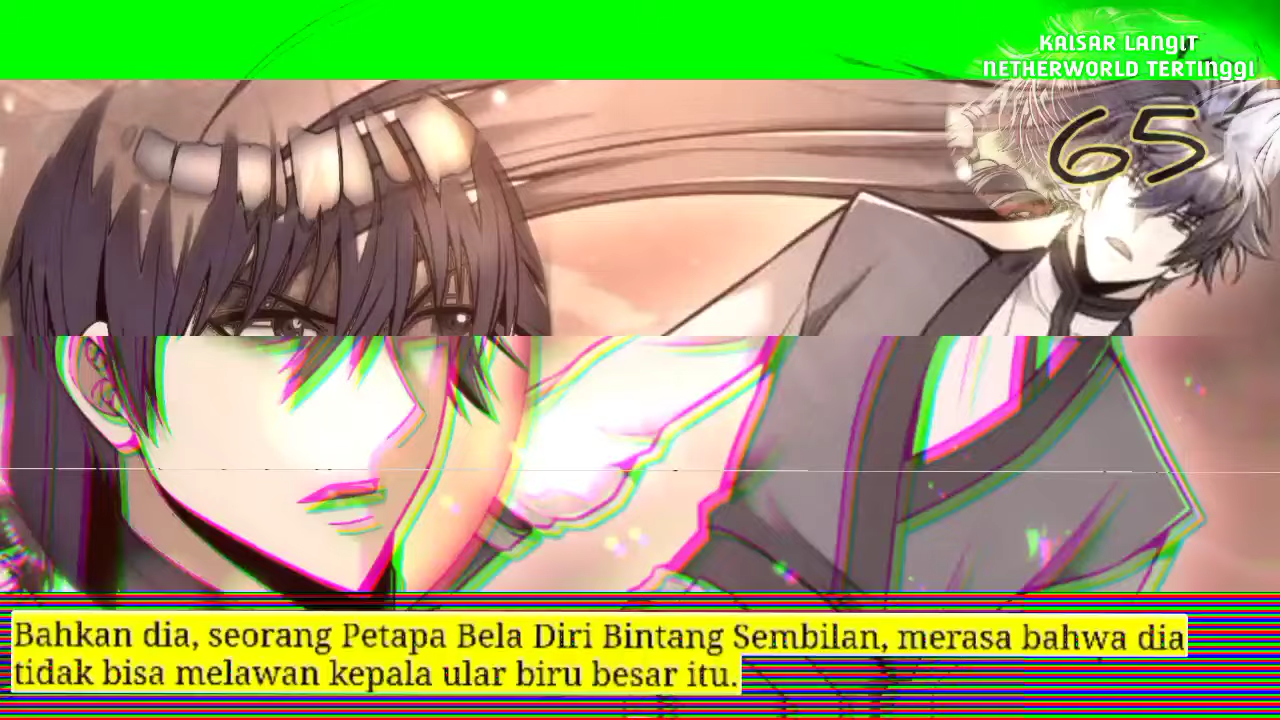 KAISAR LANGIT
NETHERWORLD TERTINGGI
65
Bahkan dia, seorang Petapa Bela Diri Bintang Sembilan, merasa bahwa dia
tidak bisa melawan kepala ular biru besar itu.